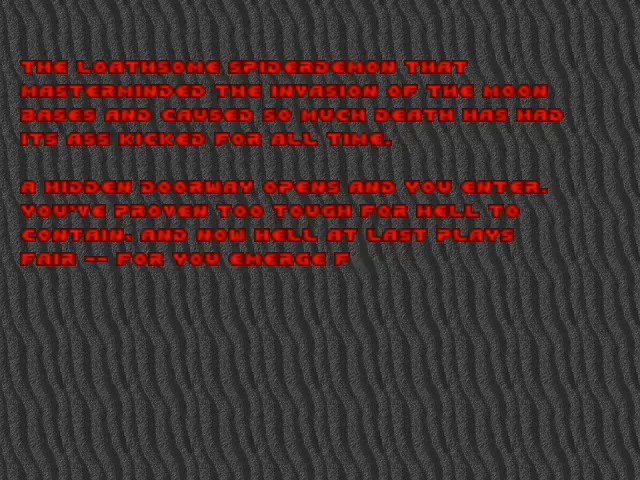 THE LOATHSOME SPIDERDEMON THAT
MASTERMINDED THE INVASION OF THE MOON
BASES AND CAUSED SO MUCH DEATH HAS HAD
ITS ASS KICKED FOR ALL TIME.
A HIDDEN DOORWAY OPENS AND YOU ENTER.
YOU'VE PROVEN TOO TOUGH FOR HELL TO
CONTAIN, AND NOW HELL AT LAST PLAYS
FAIR -- FOR YOU EMERGE F